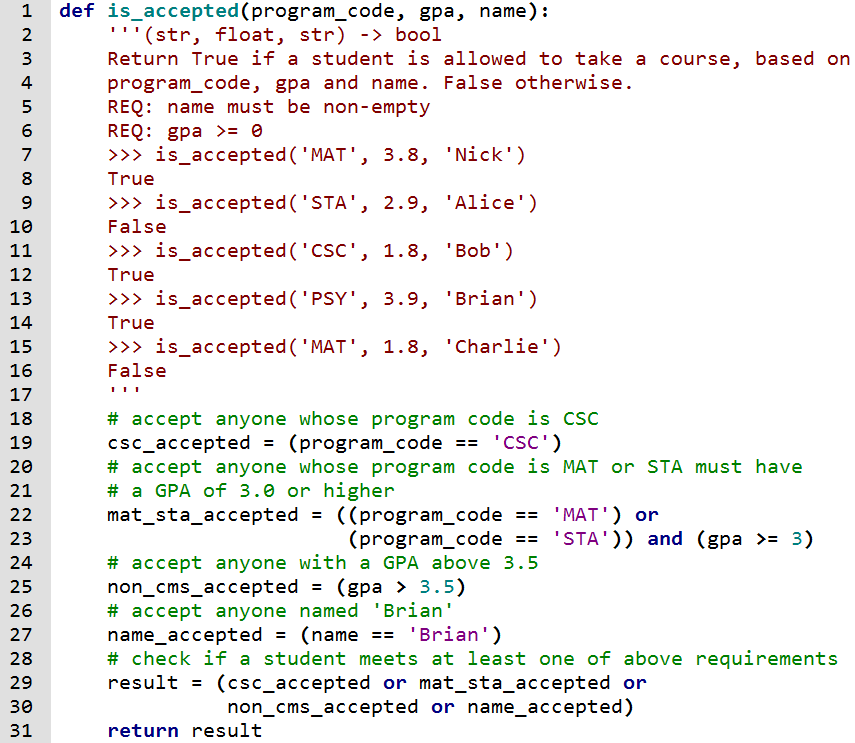 1 def is_accepted(program_code, gpa, name):
2 '''(str, float, str) -> bool
3 Return True if a student is allowed to take a course, based on
4 program_code, gpa and name. False otherwise.
5 REQ: name must be non-empty
6 REQ: gpa >= 0
7 >>> is_accepted('MAT', 3.8, 'Nick')
8 True
9 >>> is_accepted('STA', 2.9, 'Alice')
10 False
11 >>> is_accepted('CSC', 1.8, 'Bob')
12 True
13 >>> is_accepted('PSY', 3.9, 'Brian')
14 True
15 >>> is_accepted('MAT', 1.8, 'Charlie')
16 False
17 '''
18 # accept anyone whose program code is CSC
19 csc_accepted = (program_code == 'CSC')
20 # accept anyone whose program code is MAT or STA must have
21 # a GPA of 3.0 or higher
22 mat_sta_accepted = ((program_code == 'MAT') or
23 (program_code == 'STA')) and (gpa >= 3)
24 # accept anyone with a GPA above 3.5
25 non_cms_accepted = (gpa > 3.5)
26 # accept anyone named 'Brian'
27 name_accepted = (name == 'Brian')
28 # check if a student meets at least one of above requirements
29 result = (csc_accepted or mat_sta_accepted or
30 non_cms_accepted or name_accepted)
31 return result